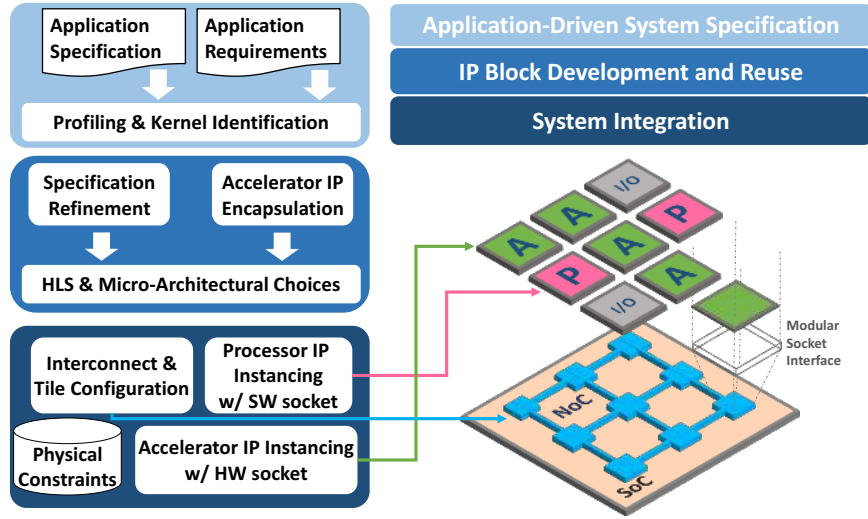 Application
Specification
Application
Requirements
Profiling & Kernel Identification
Application-Driven System Specification
IP Block Development and Reuse
System Integration
Specification
Refinement
Accelerator IP
Encapsulation
HLS & Micro-Architectural Choices
Interconnect &
Tile Configuration
Processor IP
Instancing
w/ SW socket
Physical
Constraints
Accelerator IP Instancing
w/ HW socket
I/O
A
P
A
A
A
P
A
I/O
Modular
Socket
Interface
NoC
SoC